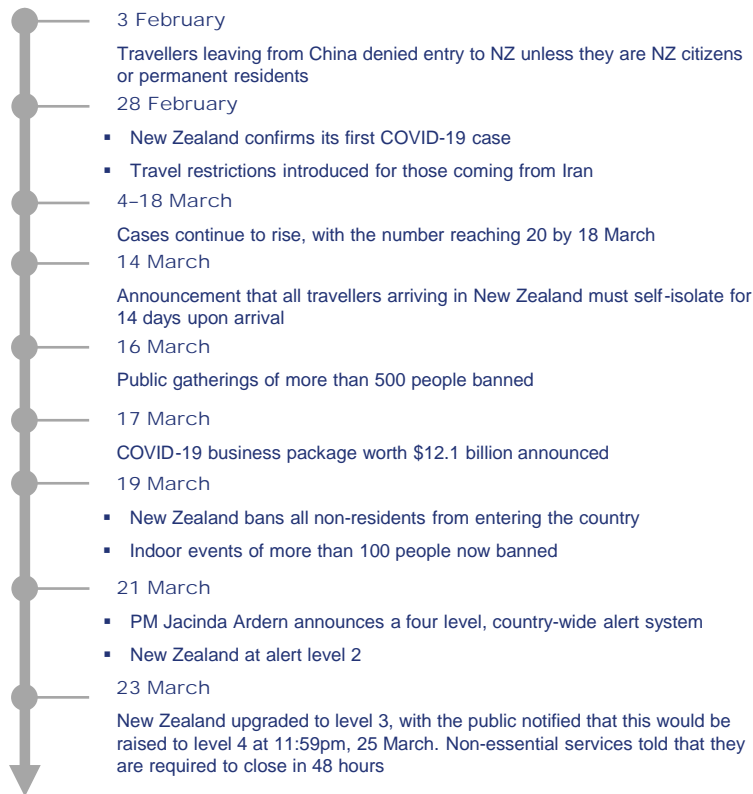 3 February
Travellers leaving from China denied entry to NZ unless they are NZ citizens
or permanent residents
28 February
▪ New Zealand confirms its first COVID-19 case
▪ Travel restrictions introduced for those coming from Iran
4–18 March
Cases continue to rise, with the number reaching 20 by 18 March
14 March
Announcement that all travellers arriving in New Zealand must self-isolate for
14 days upon arrival
16 March
Public gatherings of more than 500 people banned
17 March
COVID-19 business package worth $12.1 billion announced
19 March
▪ New Zealand bans all non-residents from entering the country
▪ Indoor events of more than 100 people now banned
21 March
▪ PM Jacinda Ardern announces a four level, country-wide alert system
▪ New Zealand at alert level 2
23 March
New Zealand upgraded to level 3, with the public notified that this would be
raised to level 4 at 11:59pm, 25 March. Non-essential services told that they
are required to close in 48 hours